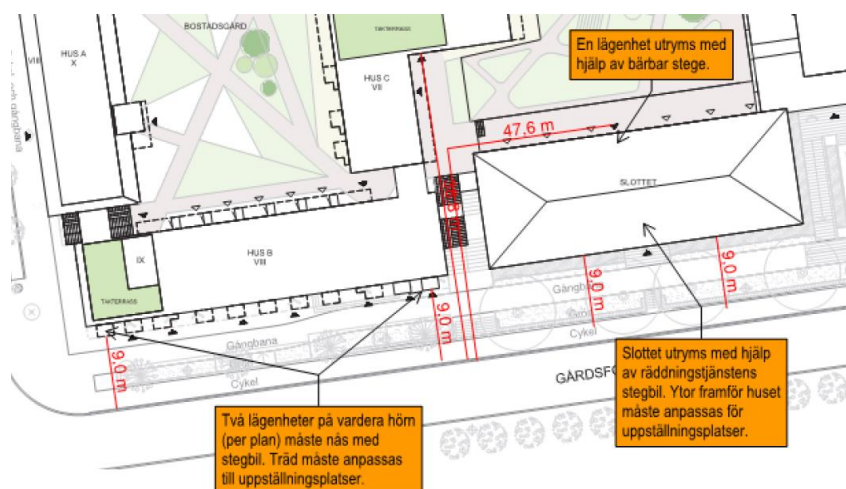 BOSTADSGÅRD
TAKTERRASS
HUS A
X
VIII
HUS C
VII
En lägenhet utryms med
hjälp av bärbar stege.
47.6 m
SLOTTET
IX
HUS B
VIII
TAKTERRASS
9.0 m
9.0 m
9.0 m
9.0 m
Gångbana
Cykel
Gångbana
Cykel
GÅRDSFO
Två lägenheter på vardera hörn
(per plan) måste nås med
stegbil. Träd måste anpassas
till uppställningsplatser.
Slottet utryms med hjälp
av räddningstjänstens
stegbil. Ytor framför huset
måste anpassas för
uppställningsplatser.